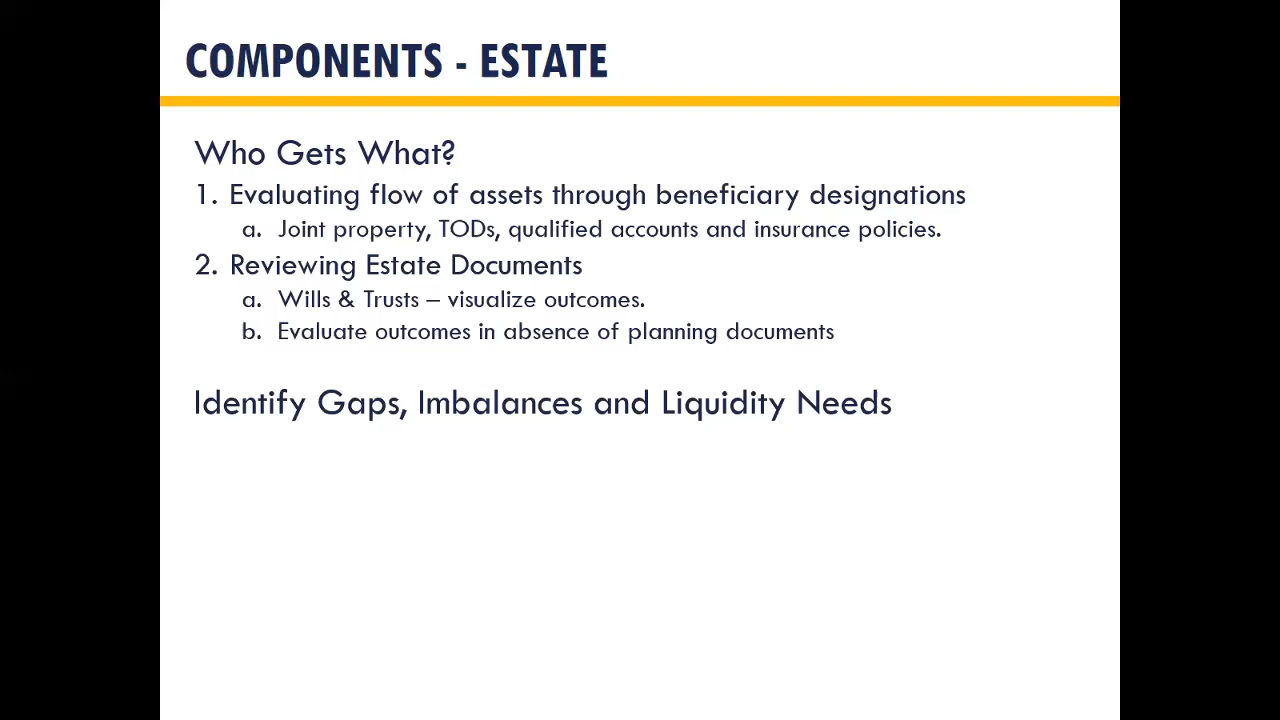 COMPONENTS - ESTATE
Who Gets What?
1. Evaluating flow of assets through beneficiary designations
a. Joint property, TODs, qualified accounts and insurance policies.
2. Reviewing Estate Documents
a. Wills & Trusts – visualize outcomes.
b. Evaluate outcomes in absence of planning documents
Identify Gaps, Imbalances and Liquidity Needs